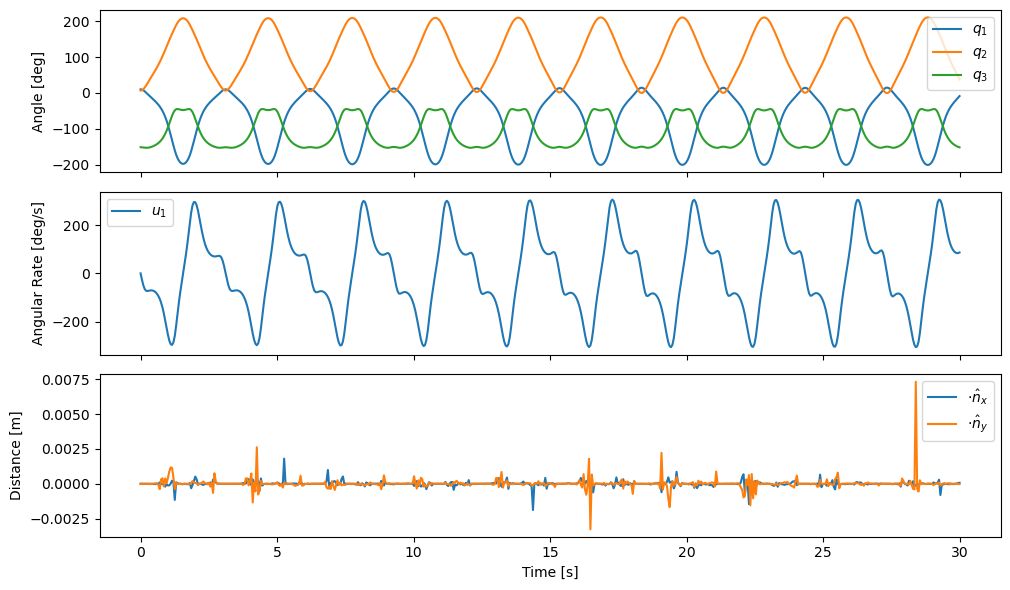 Angle [deg]
200
100
0
−100
−200
q₁
q₂
q₃
Angular Rate [deg/s]
200
0
−200
u₁
Distance [m]
0.0075
0.0050
0.0025
0.0000
−0.0025
·n̂ₓ
·n̂ᵧ
0 5 10 15 20 25 30
Time [s]